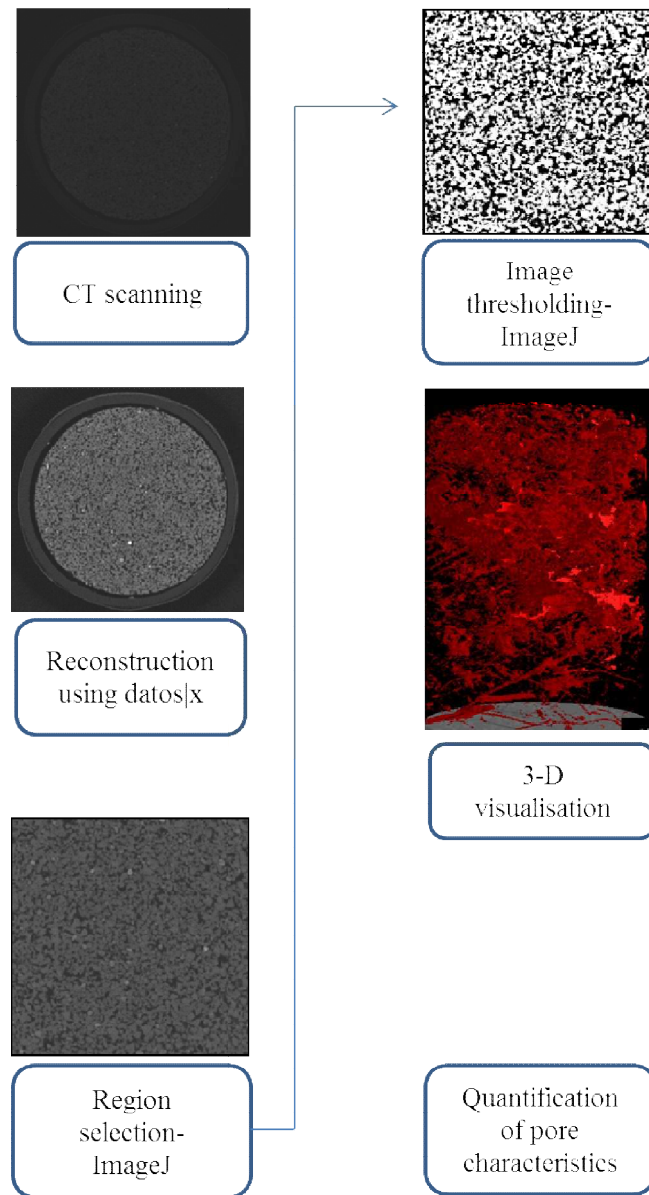 CT scanning
Reconstruction
using datos|x
Region
selection-
ImageJ
Image
thresholding-
ImageJ
3-D
visualisation
Quantification
of pore
characteristics